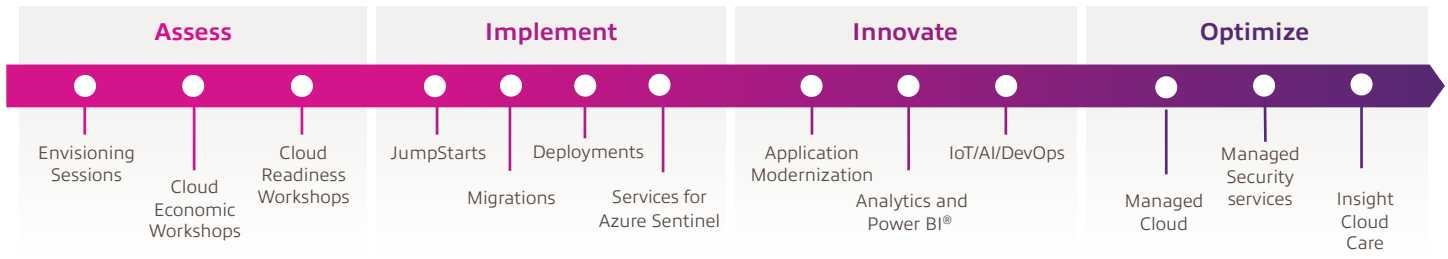 Assess
Envisioning
Sessions
Cloud
Economic
Workshops
Cloud
Readiness
Workshops
Implement
JumpStarts
Migrations
Deployments
Services for
Azure Sentinel
Innovate
Application
Modernization
Analytics and
Power BI®
IoT/AI/DevOps
Optimize
Managed
Cloud
Managed
Security
services
Insight
Cloud
Care